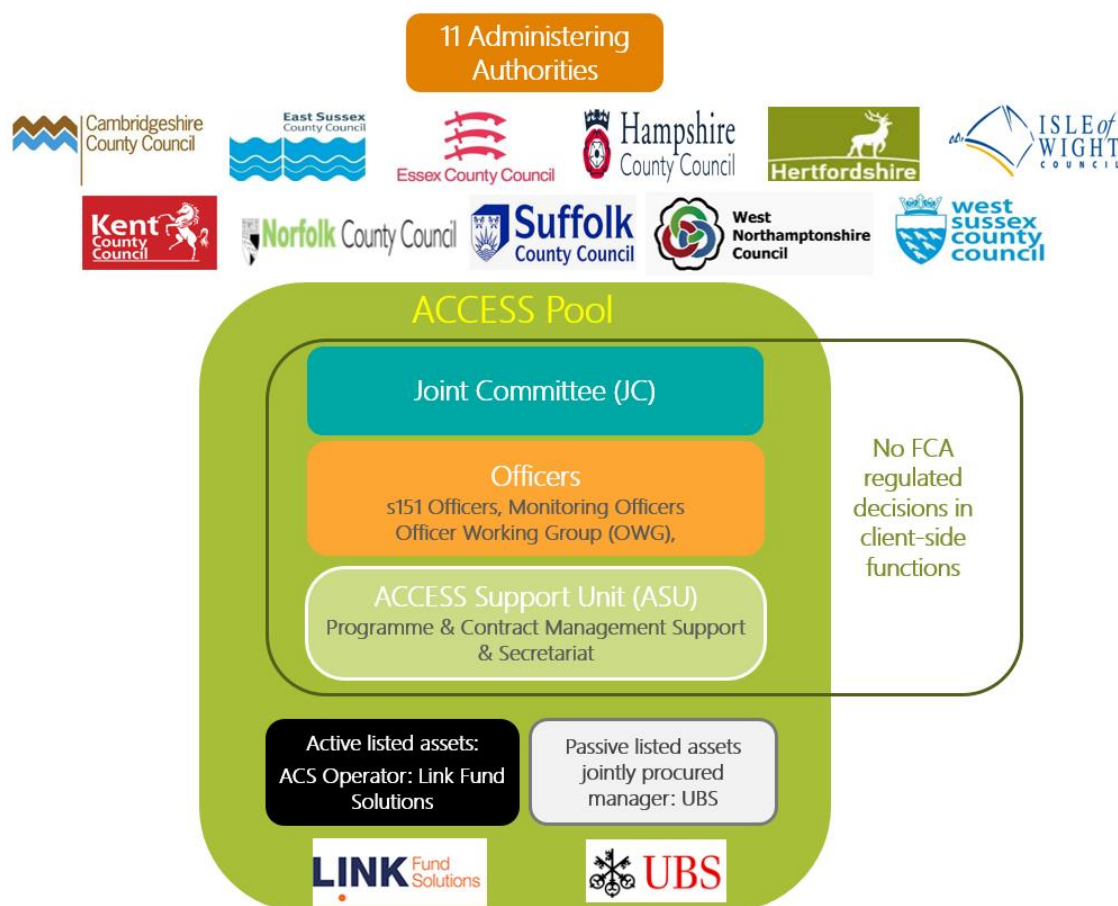 11 Administering
Authorities
Cambridgeshire
County Council
East Sussex
County Council
Essex County Council
Hampshire
County Council
Hertfordshire
ISLE of
WIGHT
COUNCIL
Kent
County
Council
Norfolk County Council
Suffolk
County Council
West
Northamptonshire
Council
west
sussex
county
council
ACCESS Pool
Joint Committee (JC)
Officers
s151 Officers, Monitoring Officers
Officer Working Group (OWG),
ACCESS Support Unit (ASU)
Programme & Contract Management Support
& Secretariat
No FCA
regulated
decisions in
client-side
functions
Active listed assets:
ACS Operator: Link Fund
Solutions
Passive listed assets
jointly procured
manager: UBS
LINK Fund
Solutions
UBS